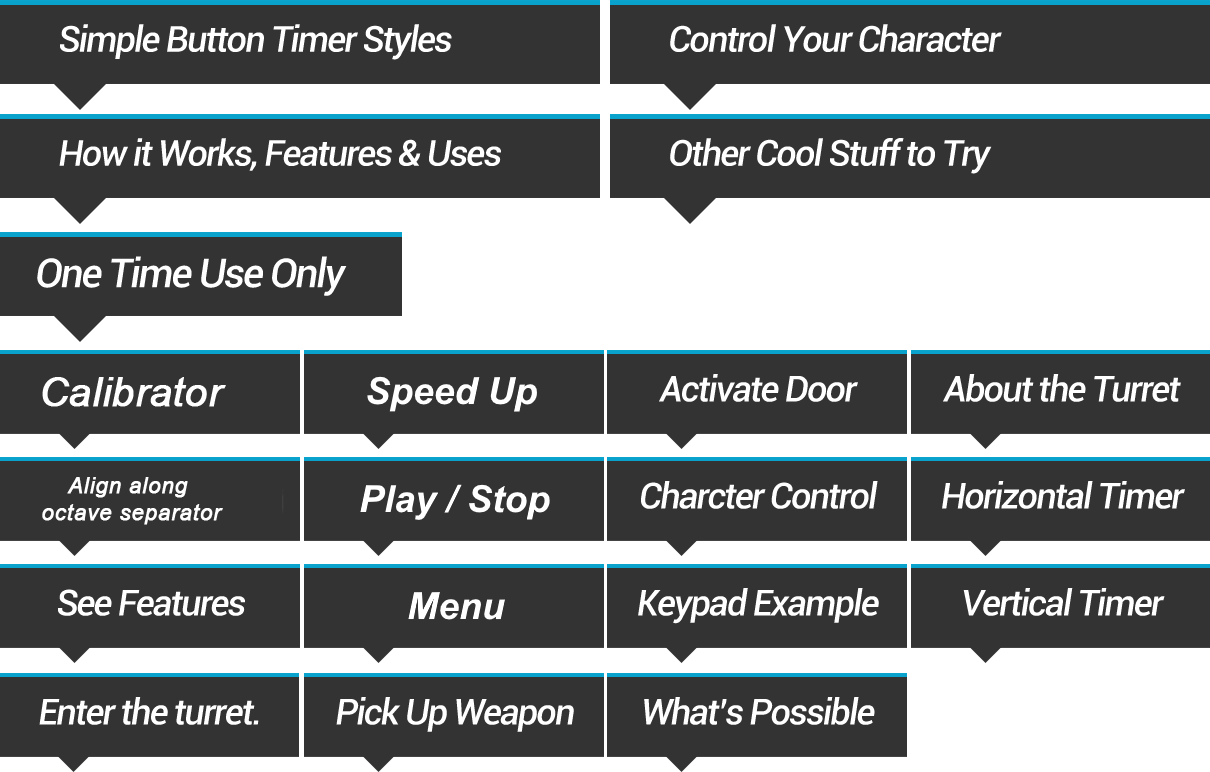 Simple Button Timer Styles
Control Your Character
How it Works, Features & Uses
Other Cool Stuff to Try
One Time Use Only
Calibrator
Speed Up
Activate Door
About the Turret
Align along
octave separator
Play / Stop
Charcter Control
Horizontal Timer
See Features
Menu
Keypad Example
Vertical Timer
Enter the turret.
Pick Up Weapon
What's Possible